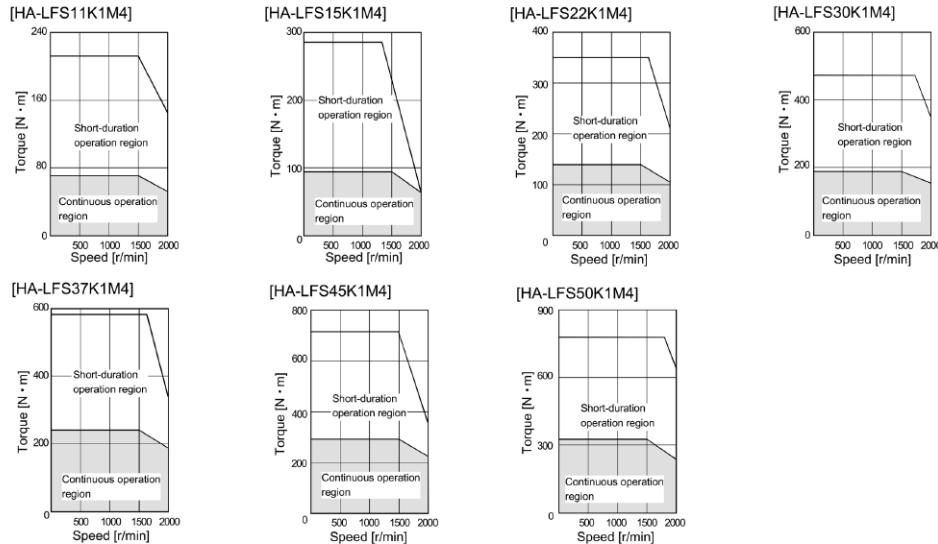 [HA-LFS11K1M4]
240
160
80
0
Torque [N・m]
Short-duration
operation region
Continuous operation
region
500 1000 1500 2000
Speed [r/min]
[HA-LFS15K1M4]
300
200
100
0
Torque [N・m]
Short-duration
operation region
Continuous operation
region
500 1000 1500 2000
Speed [r/min]
[HA-LFS22K1M4]
400
300
200
100
0
Torque [N・m]
Short-duration
operation region
Continuous operation
region
500 1000 1500 2000
Speed [r/min]
[HA-LFS30K1M4]
600
400
200
0
Torque [N・m]
Short-duration
operation region
Continuous operation
region
500 1000 1500 2000
Speed [r/min]
[HA-LFS37K1M4]
600
400
200
0
Torque [N・m]
Short-duration
operation region
Continuous operation
region
500 1000 1500 2000
Speed [r/min]
[HA-LFS45K1M4]
800
600
400
200
0
Torque [N・m]
Short-duration
operation region
Continuous operation
region
500 1000 1500 2000
Speed [r/min]
[HA-LFS50K1M4]
900
600
300
0
Torque [N・m]
Short-duration
operation region
Continuous operation
region
500 1000 1500 2000
Speed [r/min]